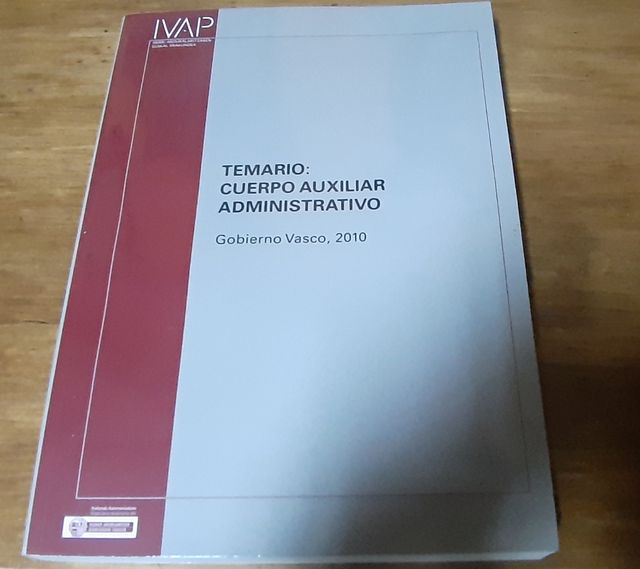 IVAP
TEMARIO:
CUERPO AUXILIAR
ADMINISTRATIVO
Gobierno Vasco, 2010